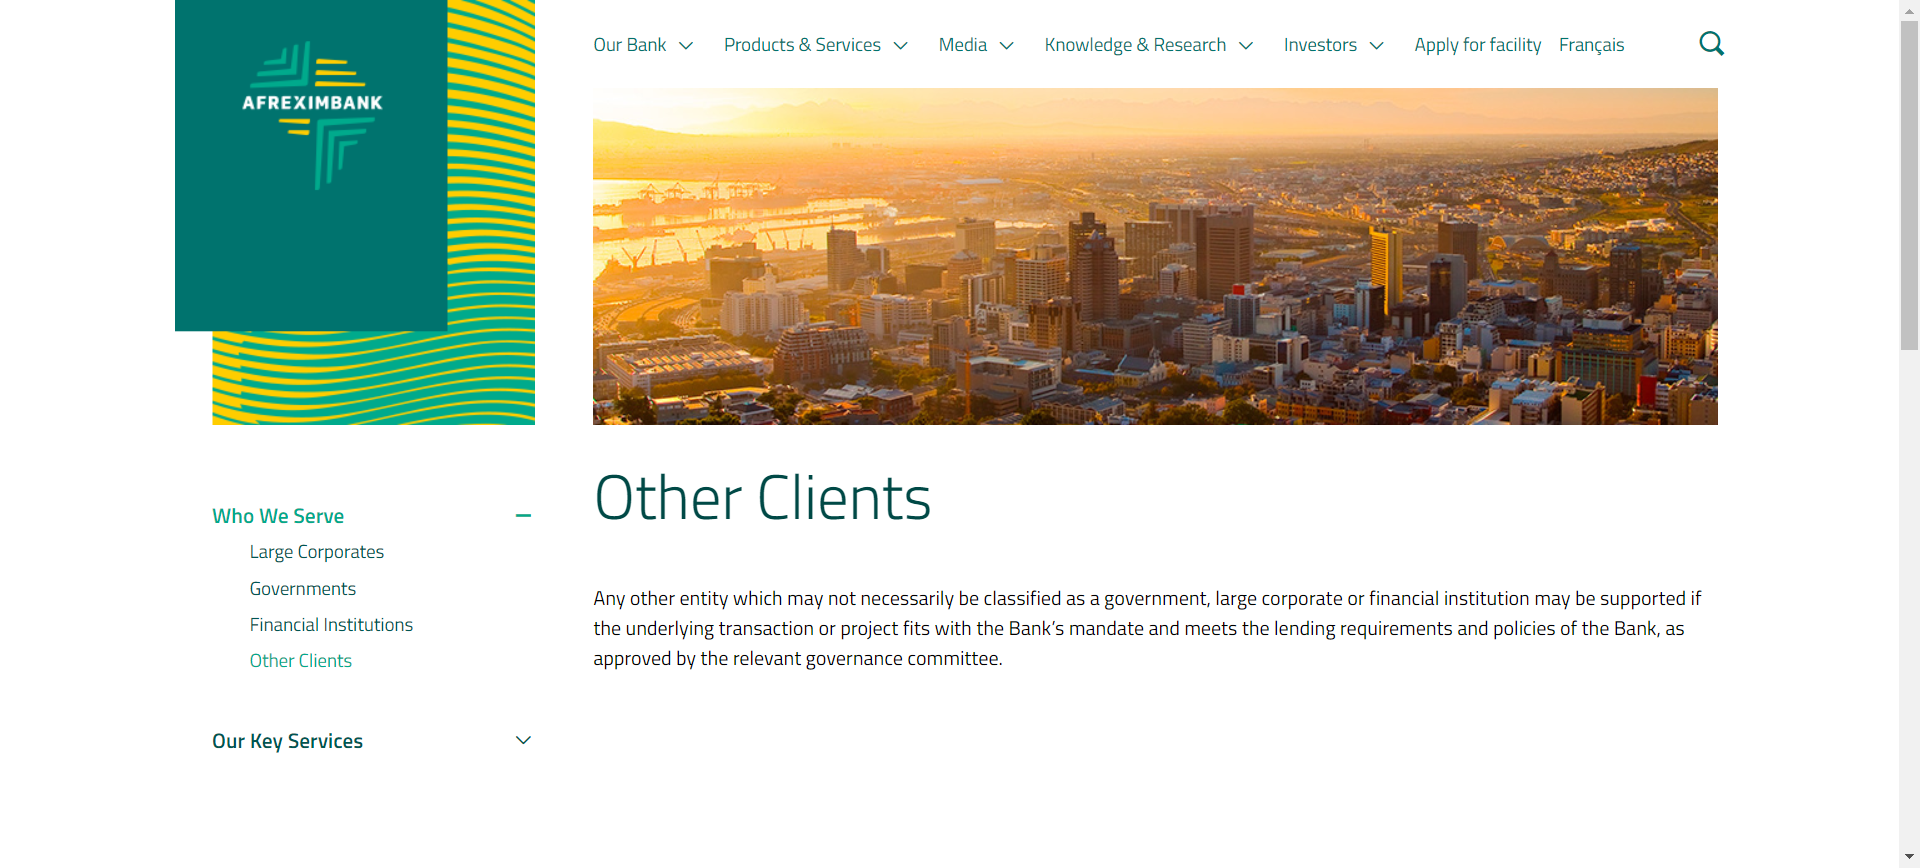 AFREXIMBANK
Our Bank
Products & Services
Media
Knowledge & Research
Investors
Apply for facility
Français
Who We Serve
Large Corporates
Governments
Financial Institutions
Other Clients
Our Key Services
Other Clients
Any other entity which may not necessarily be classified as a government, large corporate or financial institution may be supported if
the underlying transaction or project fits with the Bank’s mandate and meets the lending requirements and policies of the Bank, as
approved by the relevant governance committee.